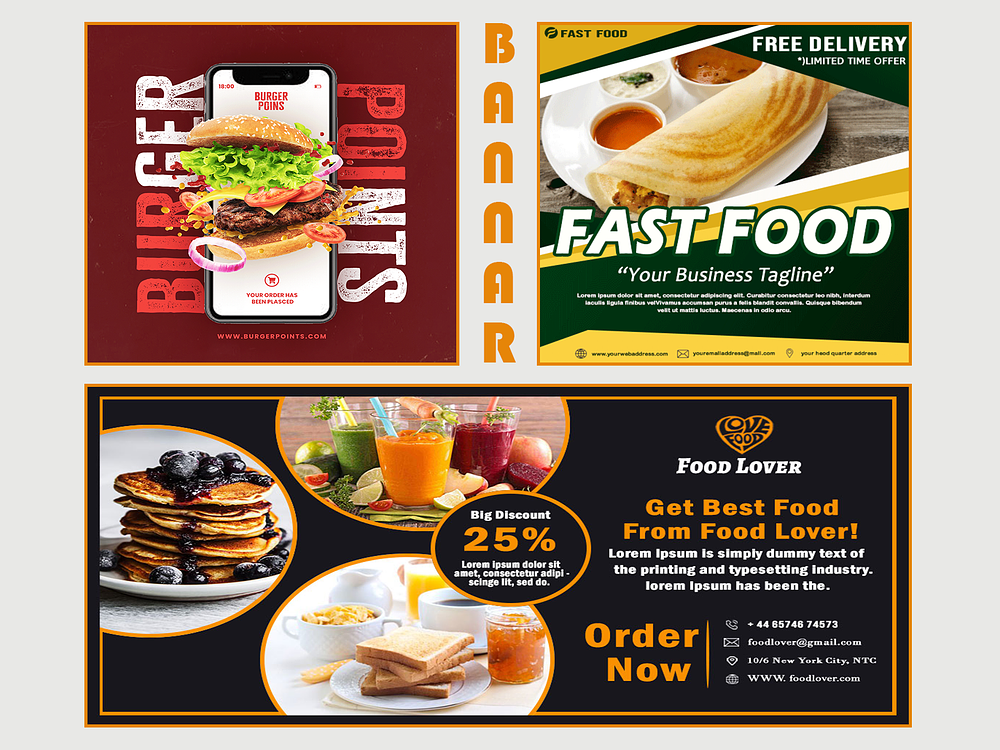 BURGER
18:00
BURGER
POINS
POINTS
YOUR ORDER HAS
BEEN PLASCED
WWW.BURGERPOINTS.COM
BANNAR
FAST FOOD
FREE DELIVERY
*)LIMITED TIME OFFER
FAST FOOD
“Your Business Tagline”
Lorem ipsum dolor sit amet, consectetur adipiscing elit. Curabitur consectetur leo nibh, interdum
iaculis ligula finibus velVivamus accumsan purus a felis blandit convallis. Quisque bibendum
velit ut mattis luctus. Maecenas in odio arcu.
www.yourwebaddress.com
youremailaddress@mail.com
your haod quarter address
LOVE
FOOD
FOOD LOVER
Big Discount
25%
Lorem ipsum dolor si
amet, consectetur adipi -
scinge lit, sed do.
Get Best Food
From Food Lover!
Lorem Ipsum is simply dummy text of
the printing and typesetting industry.
lorem Ipsum has been the.
Order
Now
+ 44 65746 74573
foodlover@gmail.com
10/6 New York City, NTC
WWW. foodlover.com